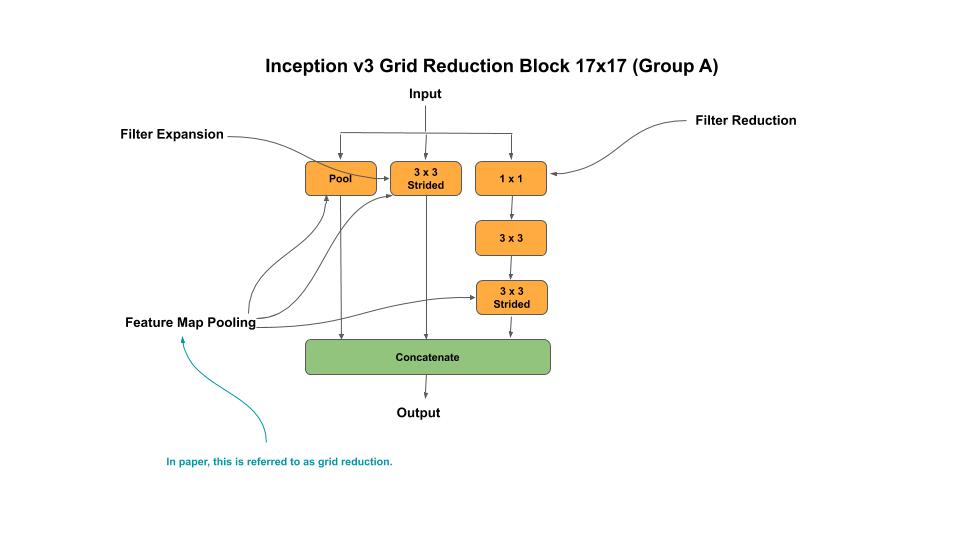 Inception v3 Grid Reduction Block 17x17 (Group A)
Input
Filter Reduction
Filter Expansion
Pool
3 x 3
Strided
1 x 1
3 x 3
3 x 3
Strided
Feature Map Pooling
Concatenate
Output
In paper, this is referred to as grid reduction.